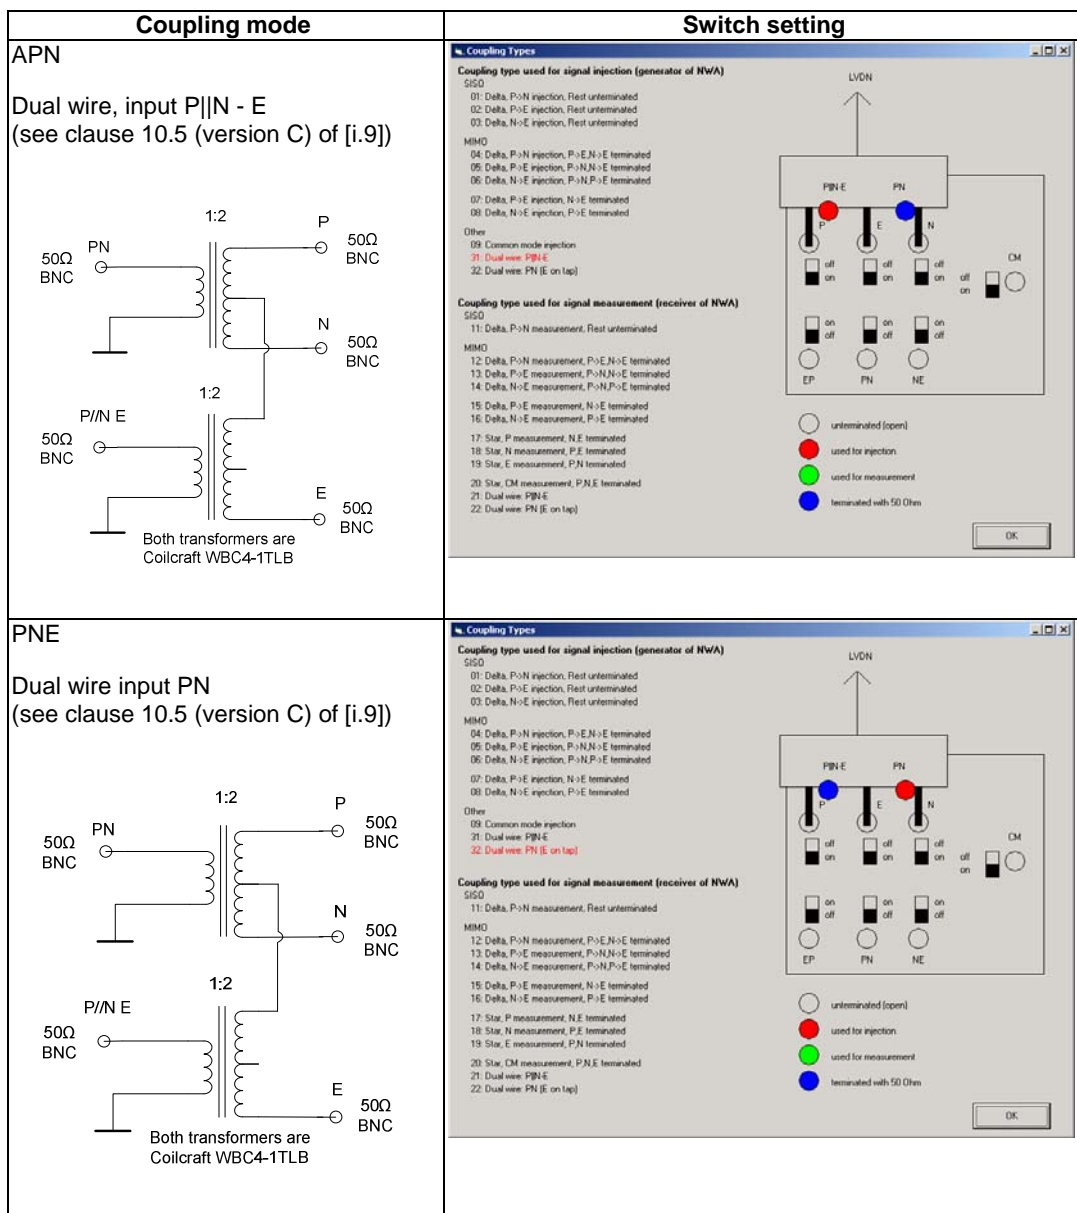 Coupling mode
Switch setting
APN
Dual wire, input P||N - E
(see clause 10.5 (version C) of [i.9])
1:2
P
PN
50Ω
BNC
50Ω
BNC
N
50Ω
BNC
1:2
P//N E
50Ω
BNC
E
50Ω
BNC
Both transformers are
Coilcraft WBC4-1TLB
Coupling Types
Coupling type used for signal injection (generator of NWA)
SISO
01: Delta, P->N injection, Rest unterminated
02: Delta, P->E injection, Rest unterminated
03: Delta, N->E injection, Rest unterminated
MIMO
04: Delta, P->N injection, P->E,N->E terminated
05: Delta, P->E injection, P->N,N->E terminated
06: Delta, N->E injection, P->N,P->E terminated
07: Delta, P->E injection, N->E terminated
08: Delta, N->E injection, P->E terminated
Other
09: Common mode injection
31: Dual wire: P||N-E
32: Dual wire: PN (E on tap)
Coupling type used for signal measurement (receiver of NWA)
SISO
11: Delta, P->N measurement, Rest unterminated
MIMO
12: Delta, P->N measurement, P->E,N->E terminated
13: Delta, P->E measurement, P->N,N->E terminated
14: Delta, N->E measurement, P->N,P->E terminated
15: Delta, P->E measurement, N->E terminated
16: Delta, N->E measurement, P->E terminated
17: Star, P measurement, N,E terminated
18: Star, N measurement, P,E terminated
19: Star, E measurement, P,N terminated
20: Star, CM measurement, P,N,E terminated
21: Dual wire: P||N-E
22: Dual wire: PN (E on tap)
LVDN
P||N-E PN
P E N
CM
off off off off
on on on on
on on on
off off off
EP PN NE
unterminated (open)
used for injection
used for measurement
terminated with 50 Ohm
OK
PNE
Dual wire input PN
(see clause 10.5 (version C) of [i.9])
1:2
P
PN
50Ω
BNC
50Ω
BNC
N
50Ω
BNC
1:2
P//N E
50Ω
BNC
E
50Ω
BNC
Both transformers are
Coilcraft WBC4-1TLB
Coupling Types
Coupling type used for signal injection (generator of NWA)
SISO
01: Delta, P->N injection, Rest unterminated
02: Delta, P->E injection, Rest unterminated
03: Delta, N->E injection, Rest unterminated
MIMO
04: Delta, P->N injection, P->E,N->E terminated
05: Delta, P->E injection, P->N,N->E terminated
06: Delta, N->E injection, P->N,P->E terminated
07: Delta, P->E injection, N->E terminated
08: Delta, N->E injection, P->E terminated
Other
09: Common mode injection
31: Dual wire: P||N-E
32: Dual wire: PN (E on tap)
Coupling type used for signal measurement (receiver of NWA)
SISO
11: Delta, P->N measurement, Rest unterminated
MIMO
12: Delta, P->N measurement, P->E,N->E terminated
13: Delta, P->E measurement, P->N,N->E terminated
14: Delta, N->E measurement, P->N,P->E terminated
15: Delta, P->E measurement, N->E terminated
16: Delta, N->E measurement, P->E terminated
17: Star, P measurement, N,E terminated
18: Star, N measurement, P,E terminated
19: Star, E measurement, P,N terminated
20: Star, CM measurement, P,N,E terminated
21: Dual wire: P||N-E
22: Dual wire: PN (E on tap)
LVDN
P||N-E PN
P E N
CM
off off off off
on on on on
on on on
off off off
EP PN NE
unterminated (open)
used for injection
used for measurement
terminated with 50 Ohm
OK